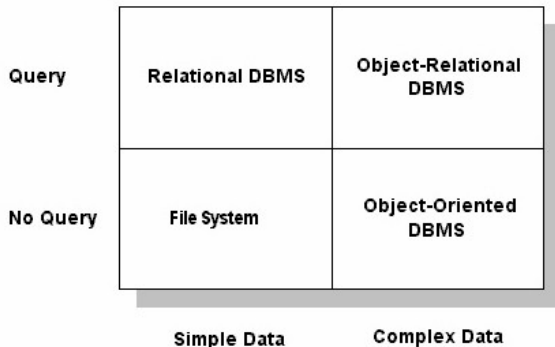 Query
Relational DBMS
Object-Relational
DBMS
No Query
File System
Object-Oriented
DBMS
Simple Data
Complex Data